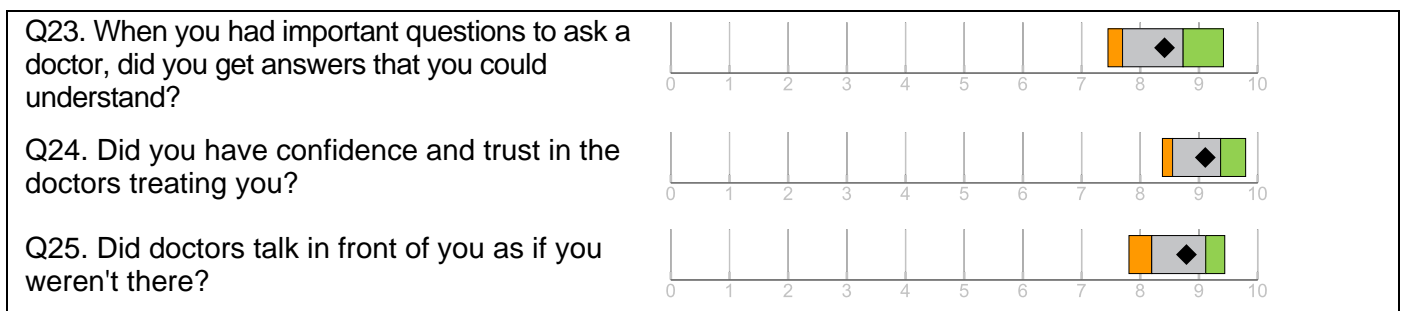 Q23. When you had important questions to ask a
doctor, did you get answers that you could
understand?
0 1 2 3 4 5 6 7 8 9 10
Q24. Did you have confidence and trust in the
doctors treating you?
0 1 2 3 4 5 6 7 8 9 10
Q25. Did doctors talk in front of you as if you
weren't there?
0 1 2 3 4 5 6 7 8 9 10